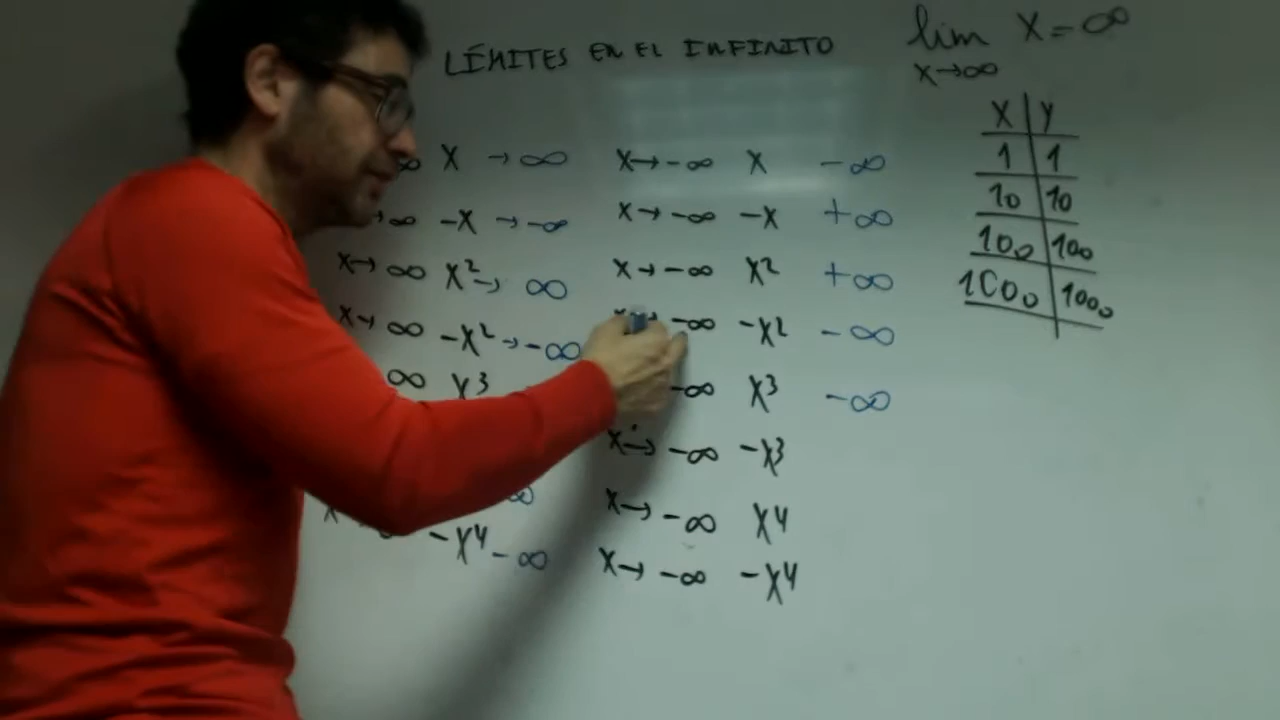 LÍMITES EN EL INFINITO
lim X = ∞
x→∞
∞ X → ∞
→∞ -X → -∞
X→ ∞ X² → ∞
X→ ∞ -X² → -∞
∞ X³
-X⁴ -∞
X→ -∞ X -∞
X→ -∞ -X +∞
X→ -∞ X² +∞
-∞ -X² -∞
-∞ X³ -∞
X→ -∞ -X³
X→ -∞ X⁴
X→ -∞ -X⁴
X Y
1 1
10 10
100 100
1000 1000